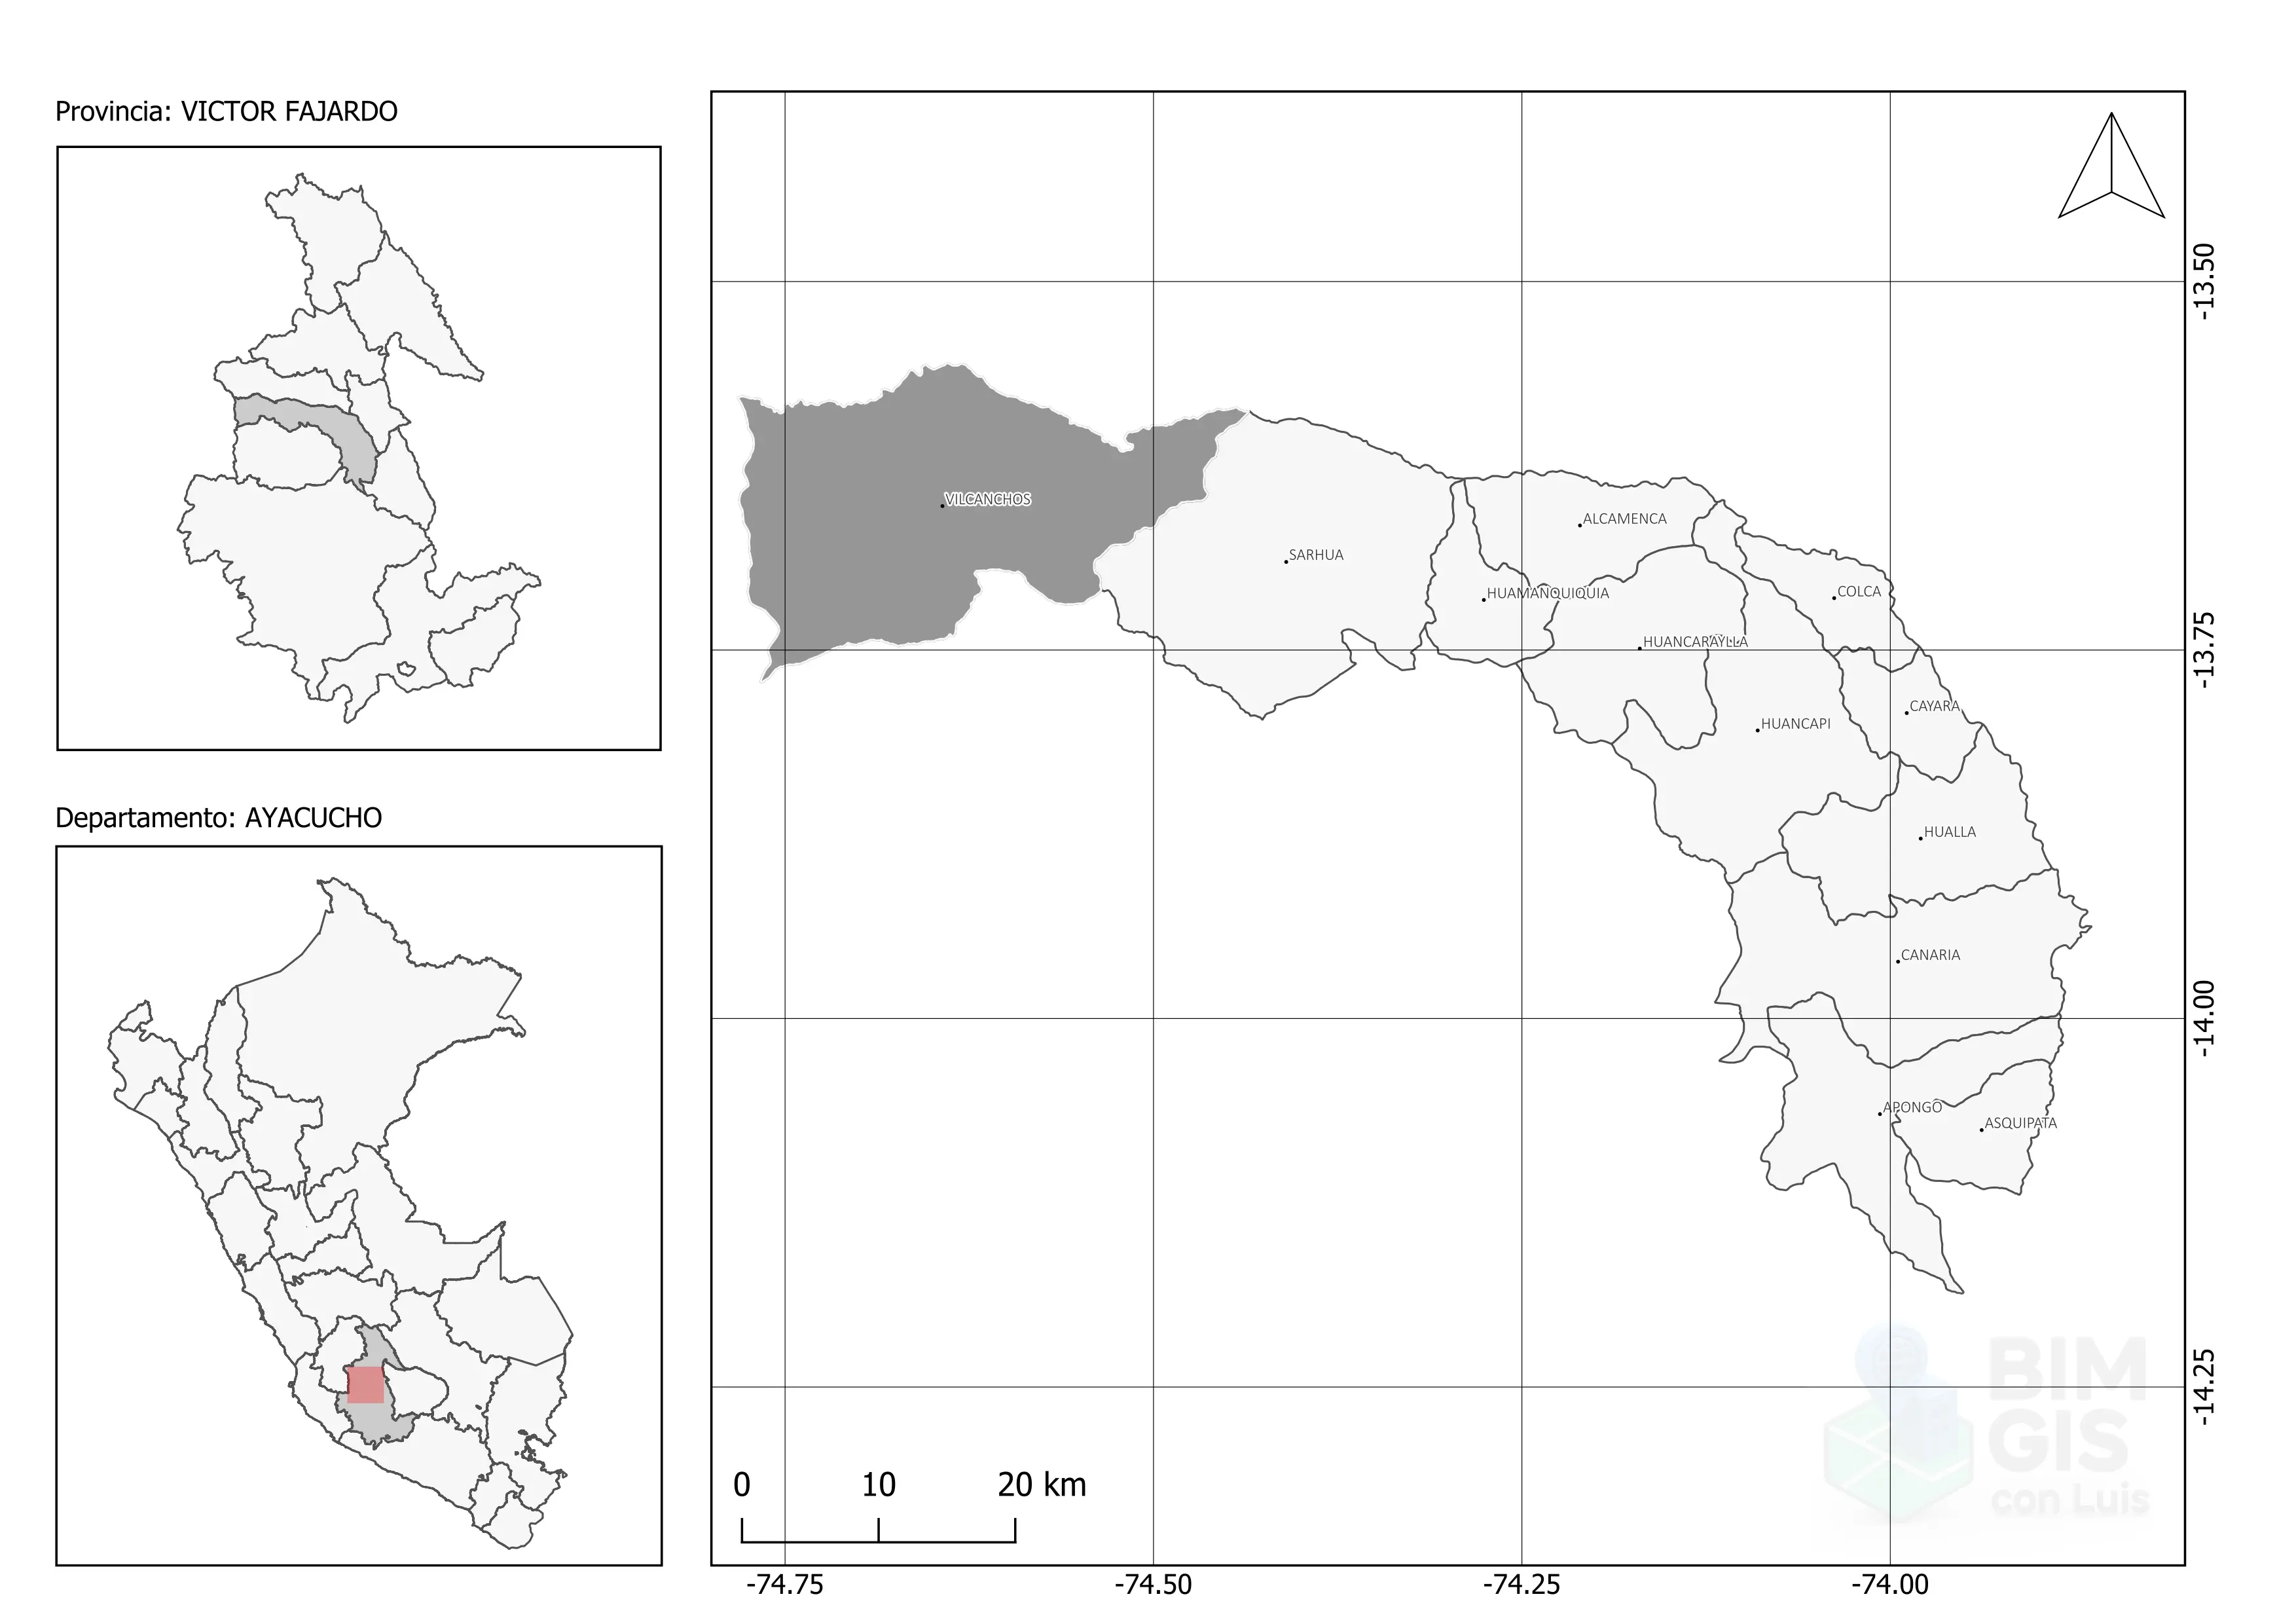 Provincia: VICTOR FAJARDO
Departamento: AYACUCHO
VILCANCHOS
SARHUA
ALCAMENCA
HUAMANQUIQUIA
COLCA
HUANCARAYLLA
CAYARA
HUANCAPI
HUALLA
CANARIA
APONGO
ASQUIPATA
-13.50
-13.75
-14.00
-14.25
BIM
GIS
con Luis
0 10 20 km
-74.75 -74.50 -74.25 -74.00